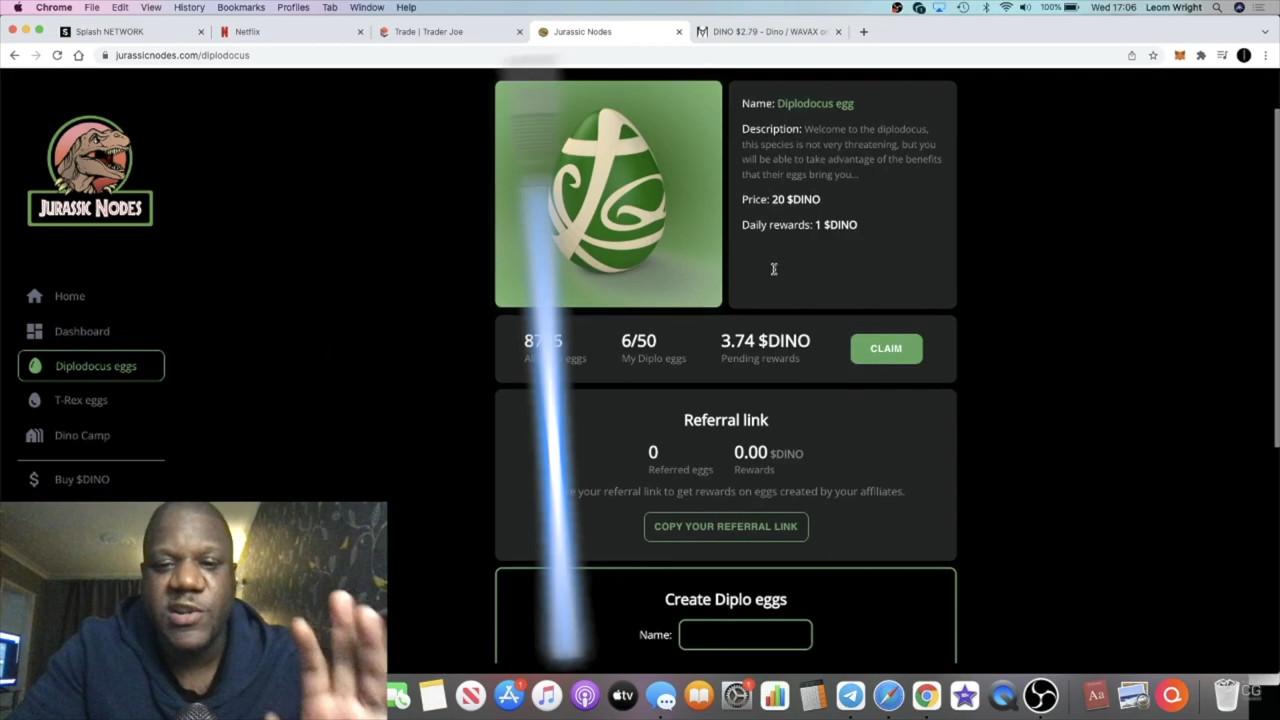 Chrome File Edit View History Bookmarks Profiles Tab Window Help 100% Wed 17:06 Leom Wright
Splash NETWORK Netflix Trade | Trader Joe Jurassic Nodes DINO $2.79 - Dino / WAVAX
jurassicnodes.com/diplodocus
JURASSIC NODES
Home
Dashboard
Diplodocus eggs
T-Rex eggs
Dino Camp
Buy $DINO
Name: Diplodocus egg
Description: Welcome to the diplodocus,
this species is not very threatening, but you
will be able to take advantage of the benefits
that their eggs bring you...
Price: 20 $DINO
Daily rewards: 1 $DINO
6/50 3.74 $DINO CLAIM
eggs My Diplo eggs Pending rewards
Referral link
0 0.00 $DINO
Referred eggs Rewards
your referral link to get rewards on eggs created by your affiliates.
COPY YOUR REFERRAL LINK
Create Diplo eggs
Name:
tv Aa
CG